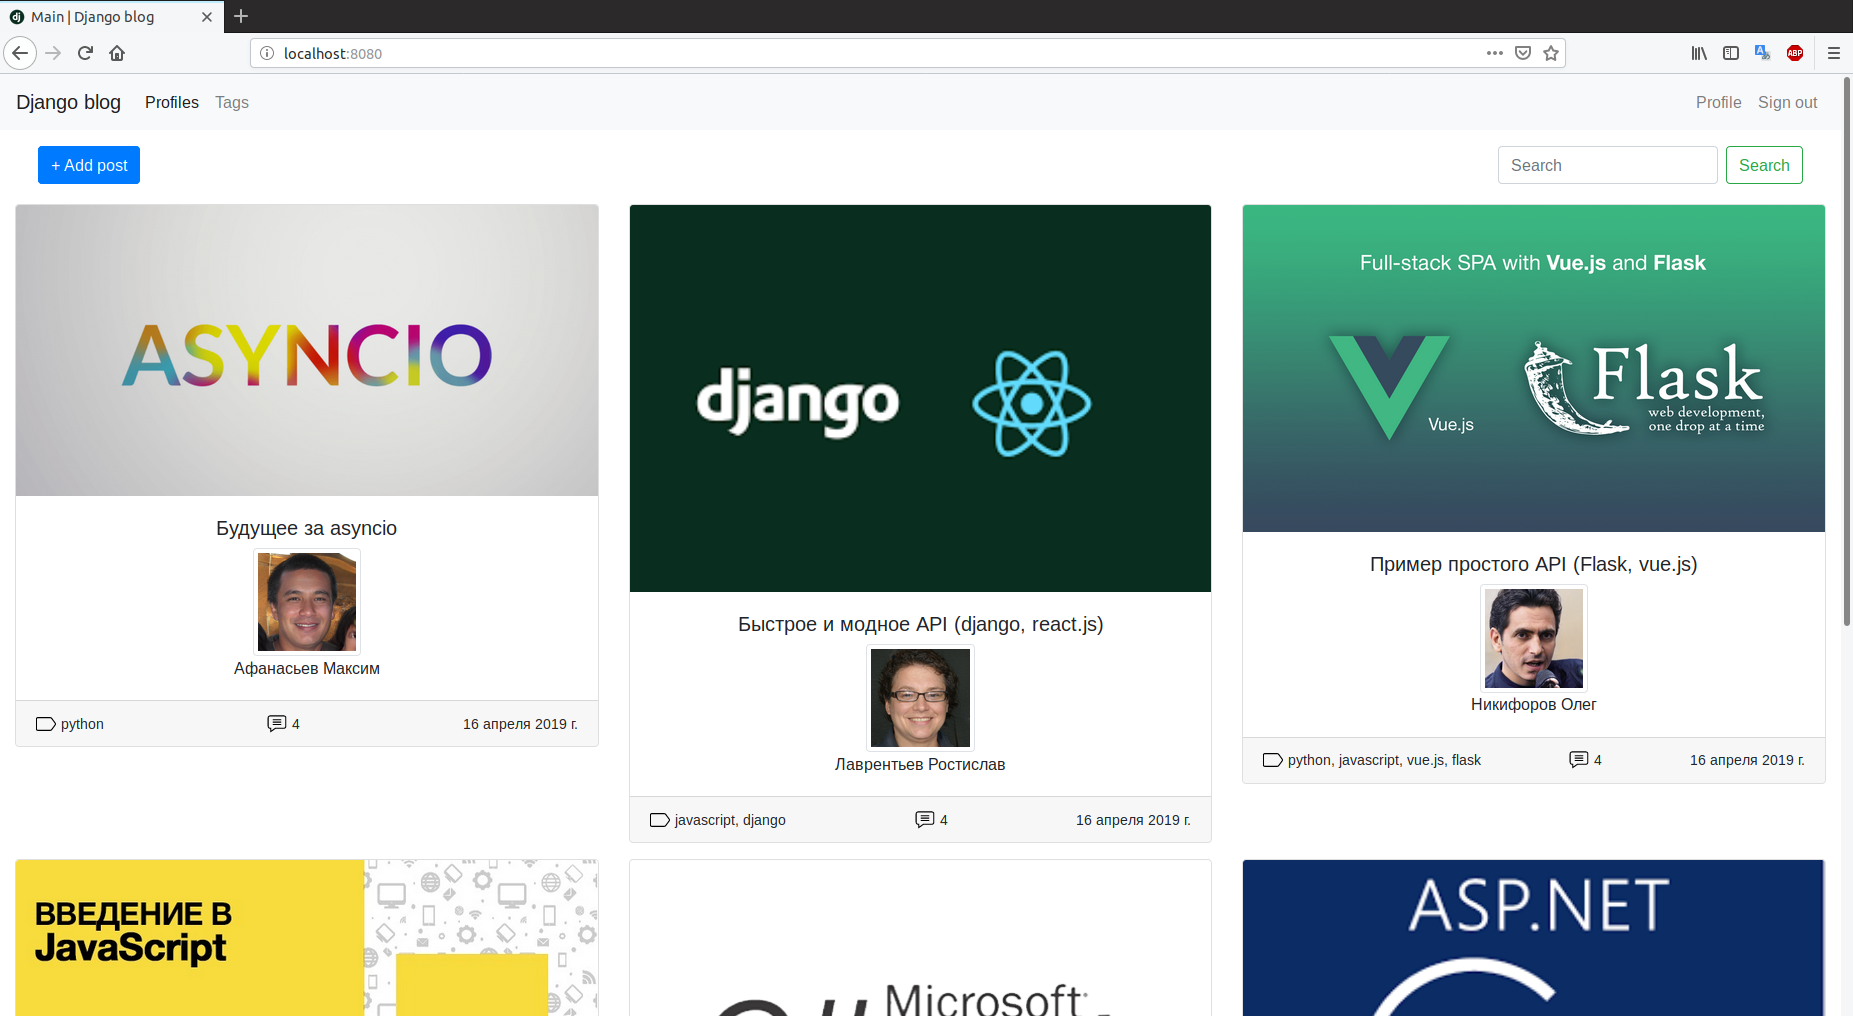 Main | Django blog
localhost:8080
Django blog
Profiles
Tags
Profile
Sign out
+ Add post
Search
Search
ASYNCIO
Будущее за asyncio
Афанасьев Максим
python
4
16 апреля 2019 г.
django
Быстрое и модное API (django, react.js)
Лаврентьев Ростислав
javascript, django
4
16 апреля 2019 г.
Full-stack SPA with Vue.js and Flask
Vue.js
Flask
web development,
one drop at a time
Пример простого API (Flask, vue.js)
Никифоров Олег
python, javascript, vue.js, flask
4
16 апреля 2019 г.
ВВЕДЕНИЕ В
JavaScript
Microsoft
ASP.NET